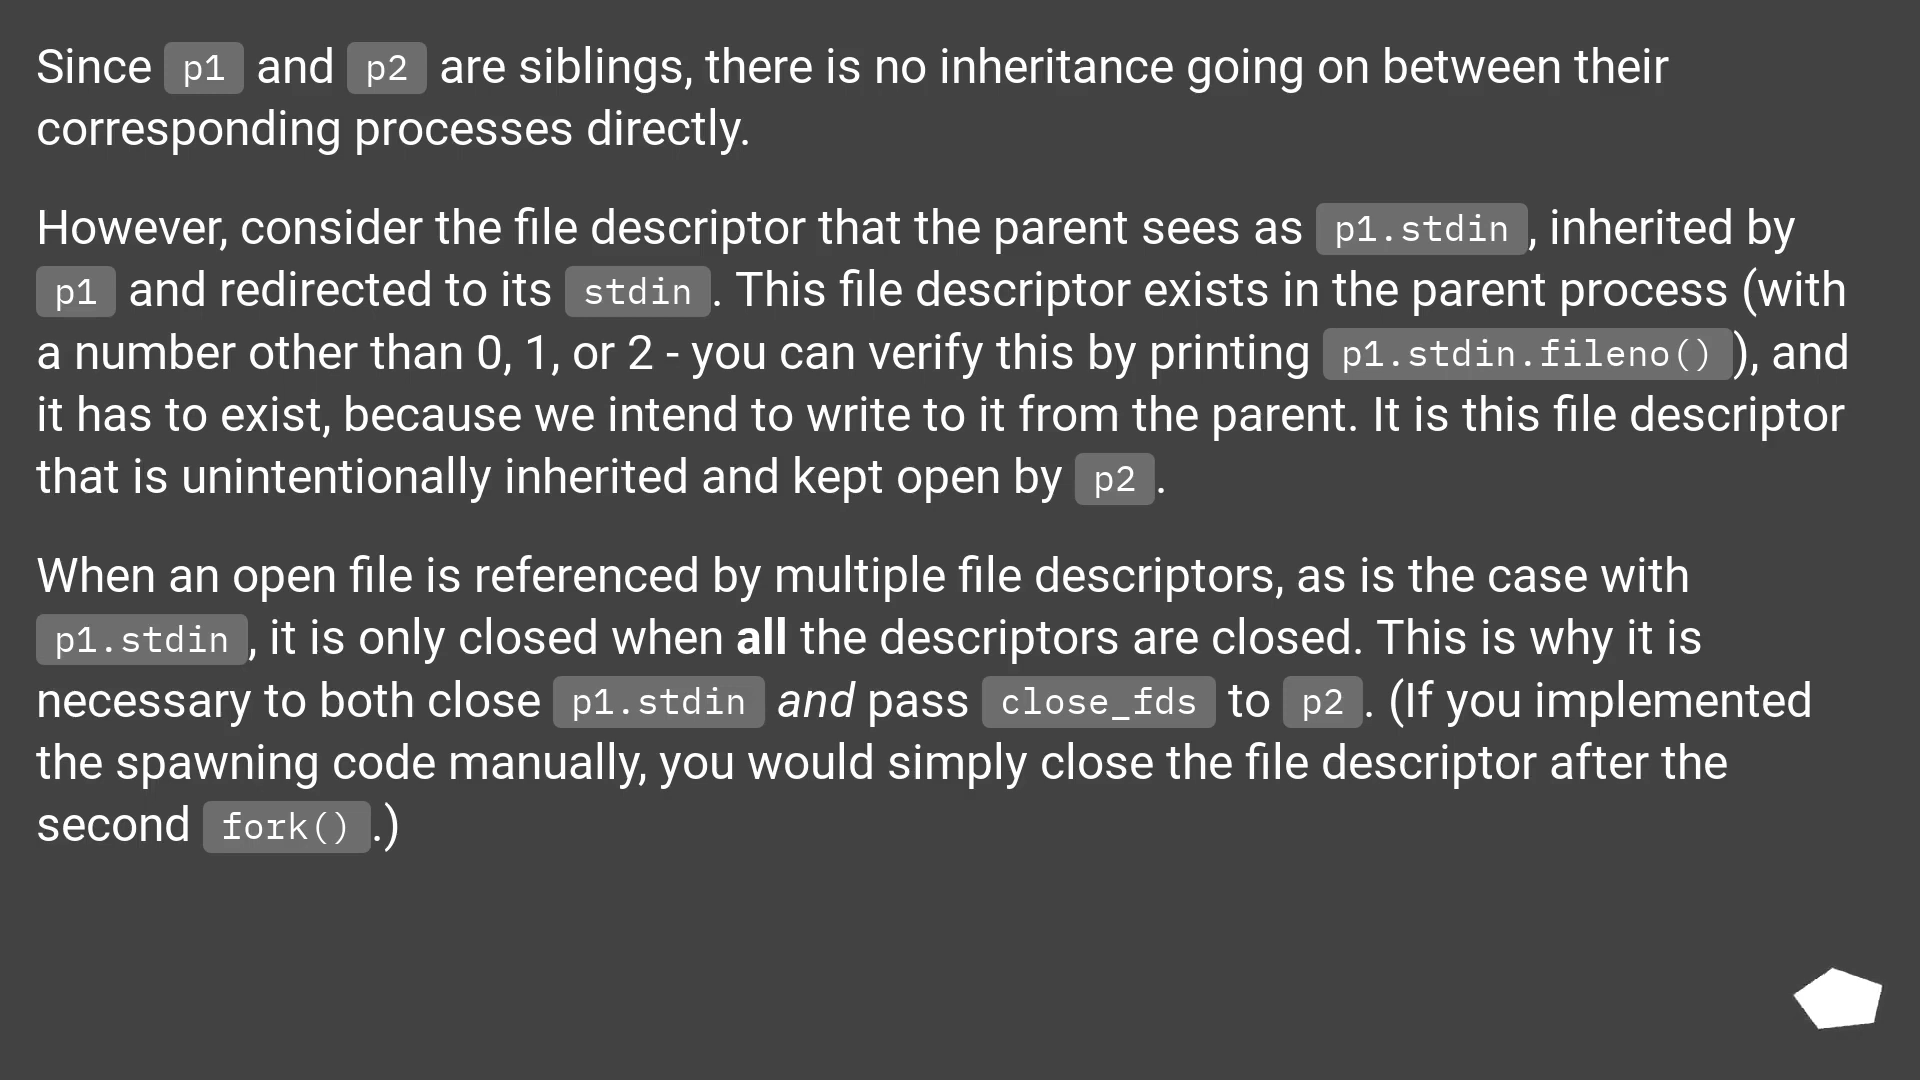 Since p1 and p2 are siblings, there is no inheritance going on between their
corresponding processes directly.
However, consider the file descriptor that the parent sees as p1.stdin, inherited by
p1 and redirected to its stdin. This file descriptor exists in the parent process (with
a number other than 0, 1, or 2 - you can verify this by printing p1.stdin.fileno()), and
it has to exist, because we intend to write to it from the parent. It is this file descriptor
that is unintentionally inherited and kept open by p2.
When an open file is referenced by multiple file descriptors, as is the case with
p1.stdin, it is only closed when all the descriptors are closed. This is why it is
necessary to both close p1.stdin and pass close_fds to p2. (If you implemented
the spawning code manually, you would simply close the file descriptor after the
second fork().)